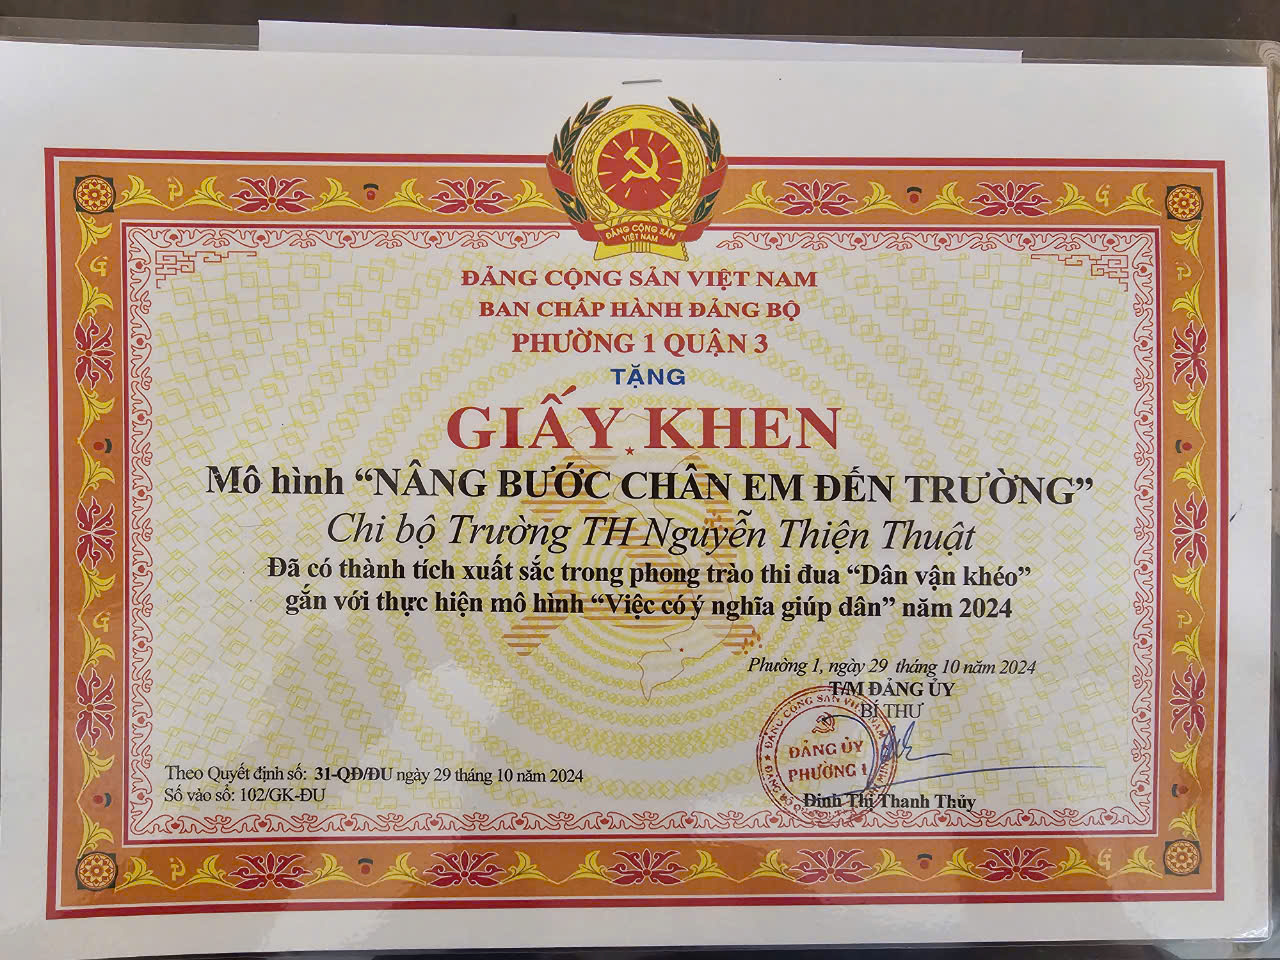 ĐẢNG CỘNG SẢN
VIỆT NAM
ĐẢNG CỘNG SẢN VIỆT NAM
BAN CHẤP HÀNH ĐẢNG BỘ
PHƯỜNG 1 QUẬN 3
TẶNG
GIẤY KHEN
Mô hình “NÂNG BƯỚC CHÂN EM ĐẾN TRƯỜNG”
Chi bộ Trường TH Nguyễn Thiện Thuật
Đã có thành tích xuất sắc trong phong trào thi đua “Dân vận khéo”
gắn với thực hiện mô hình “Việc có ý nghĩa giúp dân” năm 2024
Phường 1, ngày 29 tháng 10 năm 2024
T/M ĐẢNG ỦY
BÍ THƯ
ĐẢNG CỘNG SẢN VIỆT NAM
ĐẢNG ỦY
PHƯỜNG 1
Đinh Thị Thanh Thủy
Theo Quyết định số: 31-QĐ/ĐU ngày 29 tháng 10 năm 2024
Số vào sổ: 102/GK-ĐU